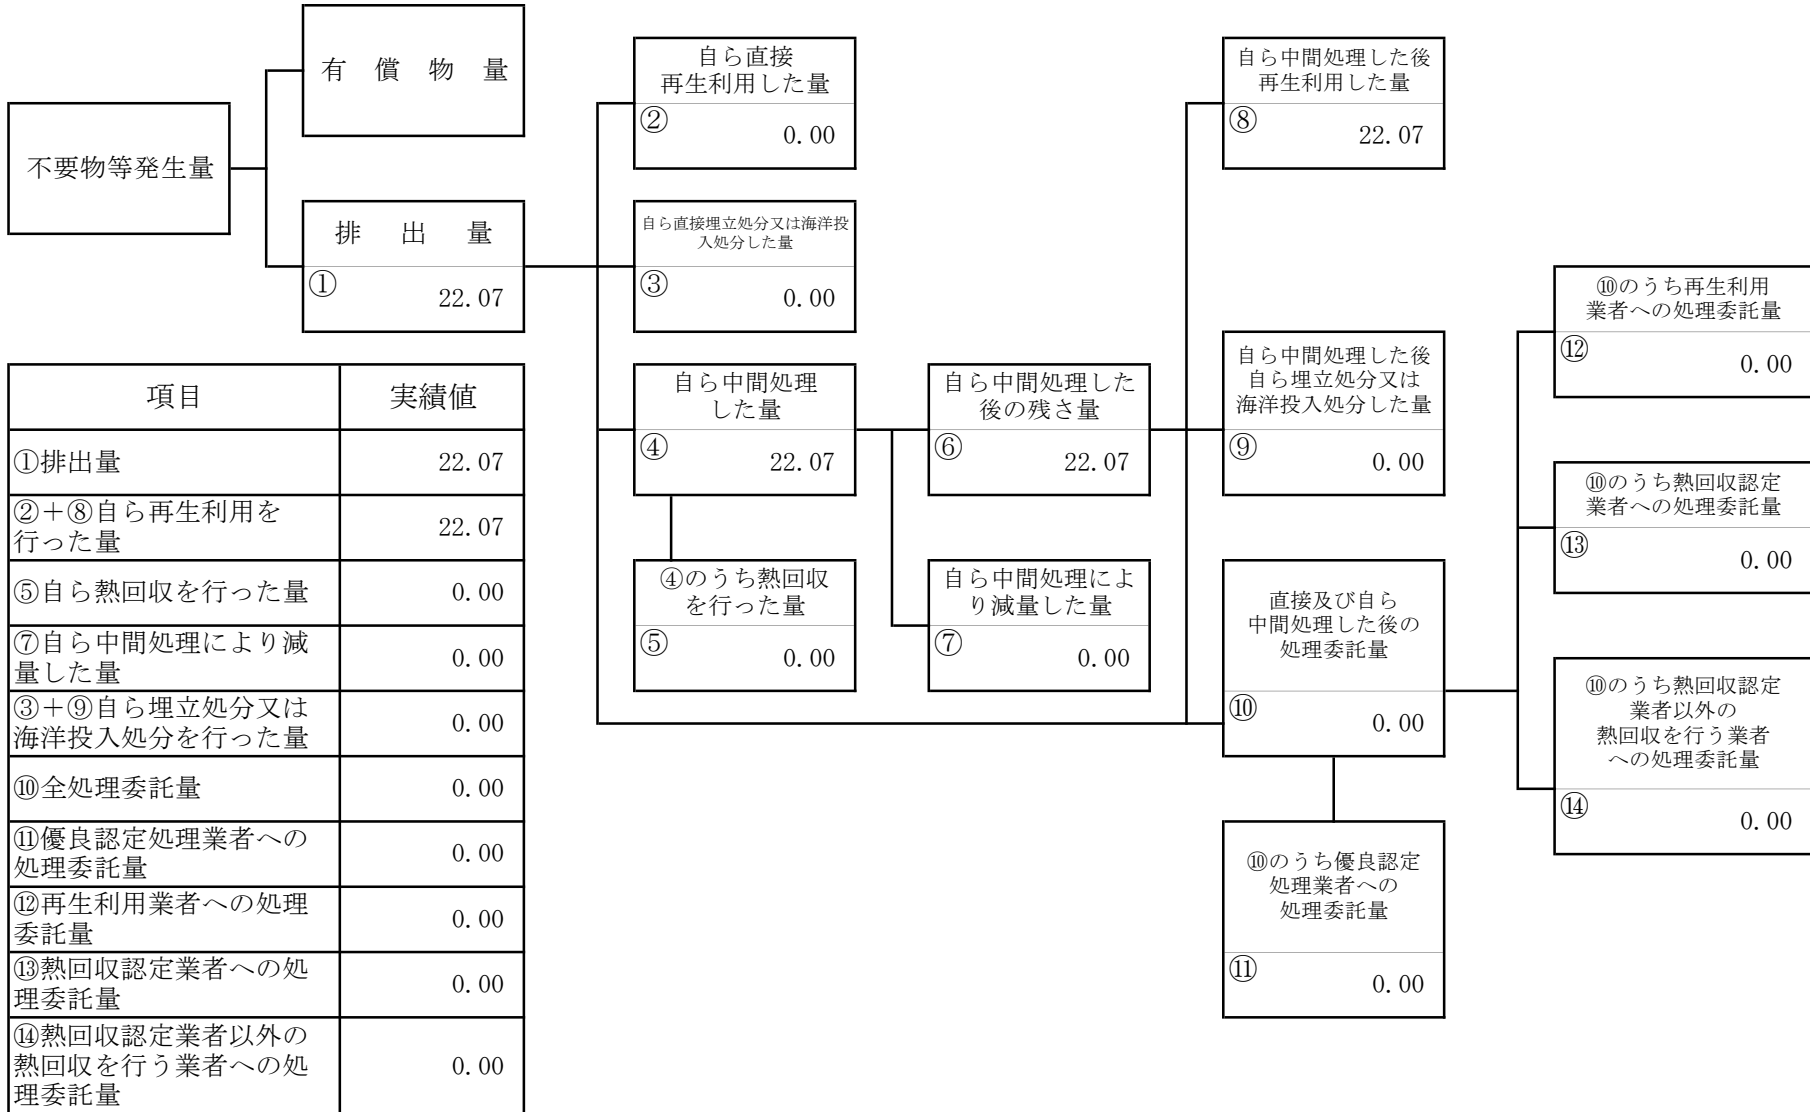 不要物等発生量
有　償　物　量
排　出　量
①
22.07
自ら直接
再生利用した量
②
0.00
自ら直接埋立処分又は海洋投
入処分した量
③
0.00
自ら中間処理
した量
④
22.07
④のうち熱回収
を行った量
⑤
0.00
自ら中間処理した
後の残さ量
⑥
22.07
自ら中間処理によ
り減量した量
⑦
0.00
自ら中間処理した後
再生利用した量
⑧
22.07
自ら中間処理した後
自ら埋立処分又は
海洋投入処分した量
⑨
0.00
直接及び自ら
中間処理した後の
処理委託量
⑩
0.00
⑩のうち優良認定
処理業者への
処理委託量
⑪
0.00
⑩のうち再生利用
業者への処理委託量
⑫
0.00
⑩のうち熱回収認定
業者への処理委託量
⑬
0.00
⑩のうち熱回収認定
業者以外の
熱回収を行う業者
への処理委託量
⑭
0.00
項目　実績値
①排出量　22.07
②＋⑧自ら再生利用を
行った量　22.07
⑤自ら熱回収を行った量　0.00
⑦自ら中間処理により減
量した量　0.00
③＋⑨自ら埋立処分又は
海洋投入処分を行った量　0.00
⑩全処理委託量　0.00
⑪優良認定処理業者への
処理委託量　0.00
⑫再生利用業者への処理
委託量　0.00
⑬熱回収認定業者への処
理委託量　0.00
⑭熱回収認定業者以外の
熱回収を行う業者への処
理委託量　0.00